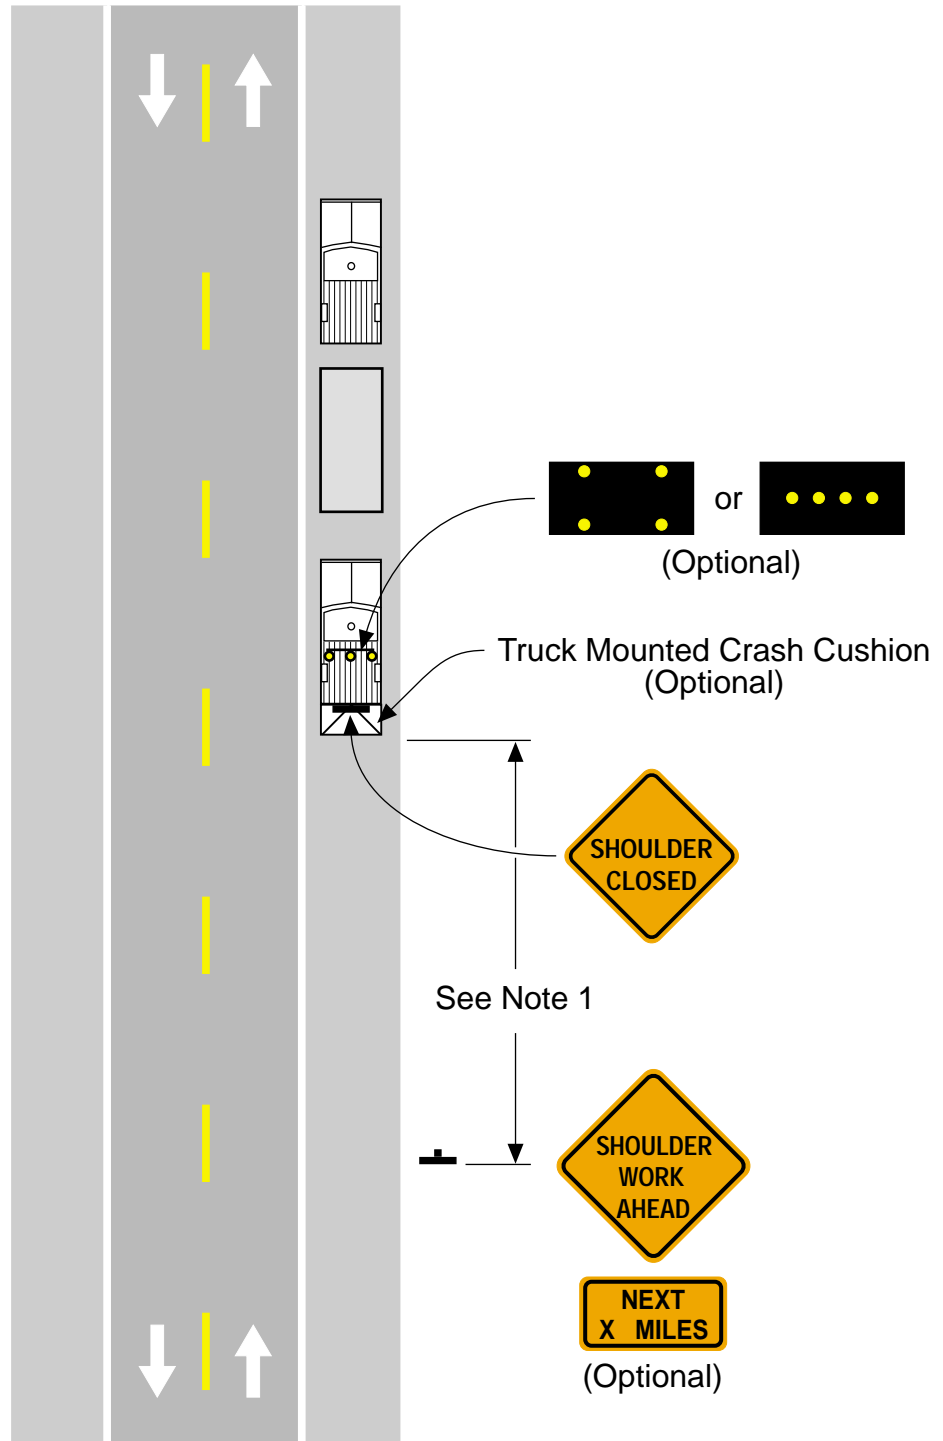 or
(Optional)
Truck Mounted Crash Cushion
(Optional)
SHOULDER
CLOSED
See Note 1
SHOULDER
WORK
AHEAD
NEXT
X MILES
(Optional)